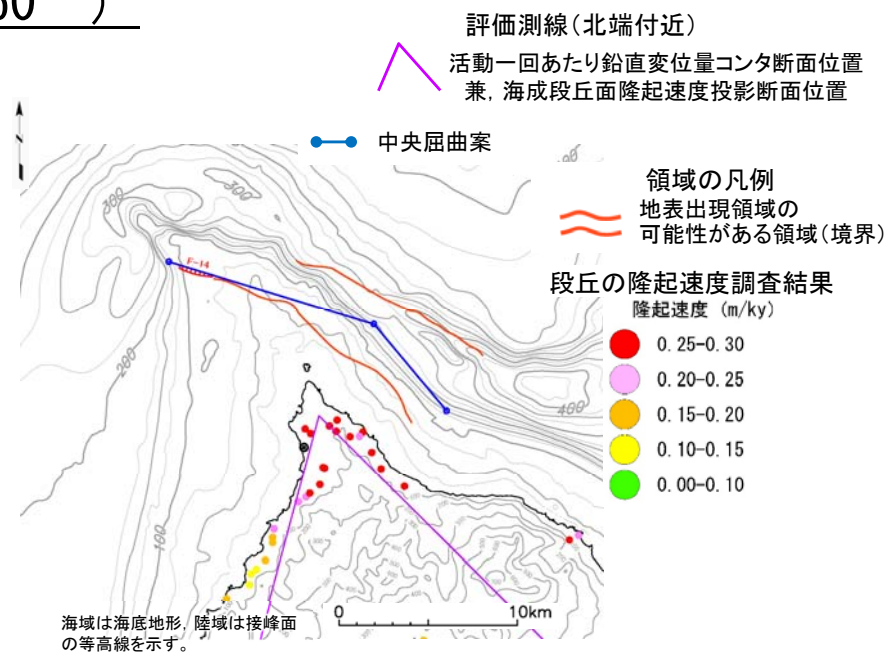 60 )
評価測線(北端付近)
活動一回あたり鉛直変位量コンタ断面位置
兼, 海成段丘面隆起速度投影断面位置
中央屈曲案
領域の凡例
地表出現領域の
可能性がある領域(境界)
段丘の隆起速度調査結果
隆起速度 (m/ky)
0.25-0.30
0.20-0.25
0.15-0.20
0.10-0.15
0.00-0.10
300
300
F-14
200
400
100
0 10km
海域は海底地形, 陸域は接峰面
の等高線を示す。